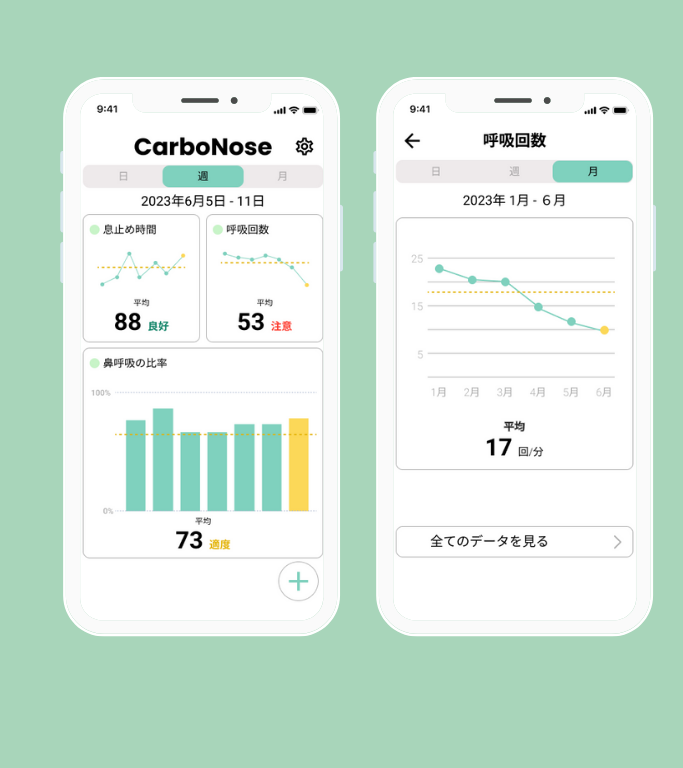 9:41
CarboNose
日 週 月
2023年6月5日 - 11日
息止め時間
平均
88 良好
呼吸回数
平均
53 注意
鼻呼吸の比率
100%
0%
平均
73 適度
9:41
呼吸回数
日 週 月
2023年 1月 - 6月
25
15
5
1月 2月 3月 4月 5月 6月
平均
17 回/分
全てのデータを見る